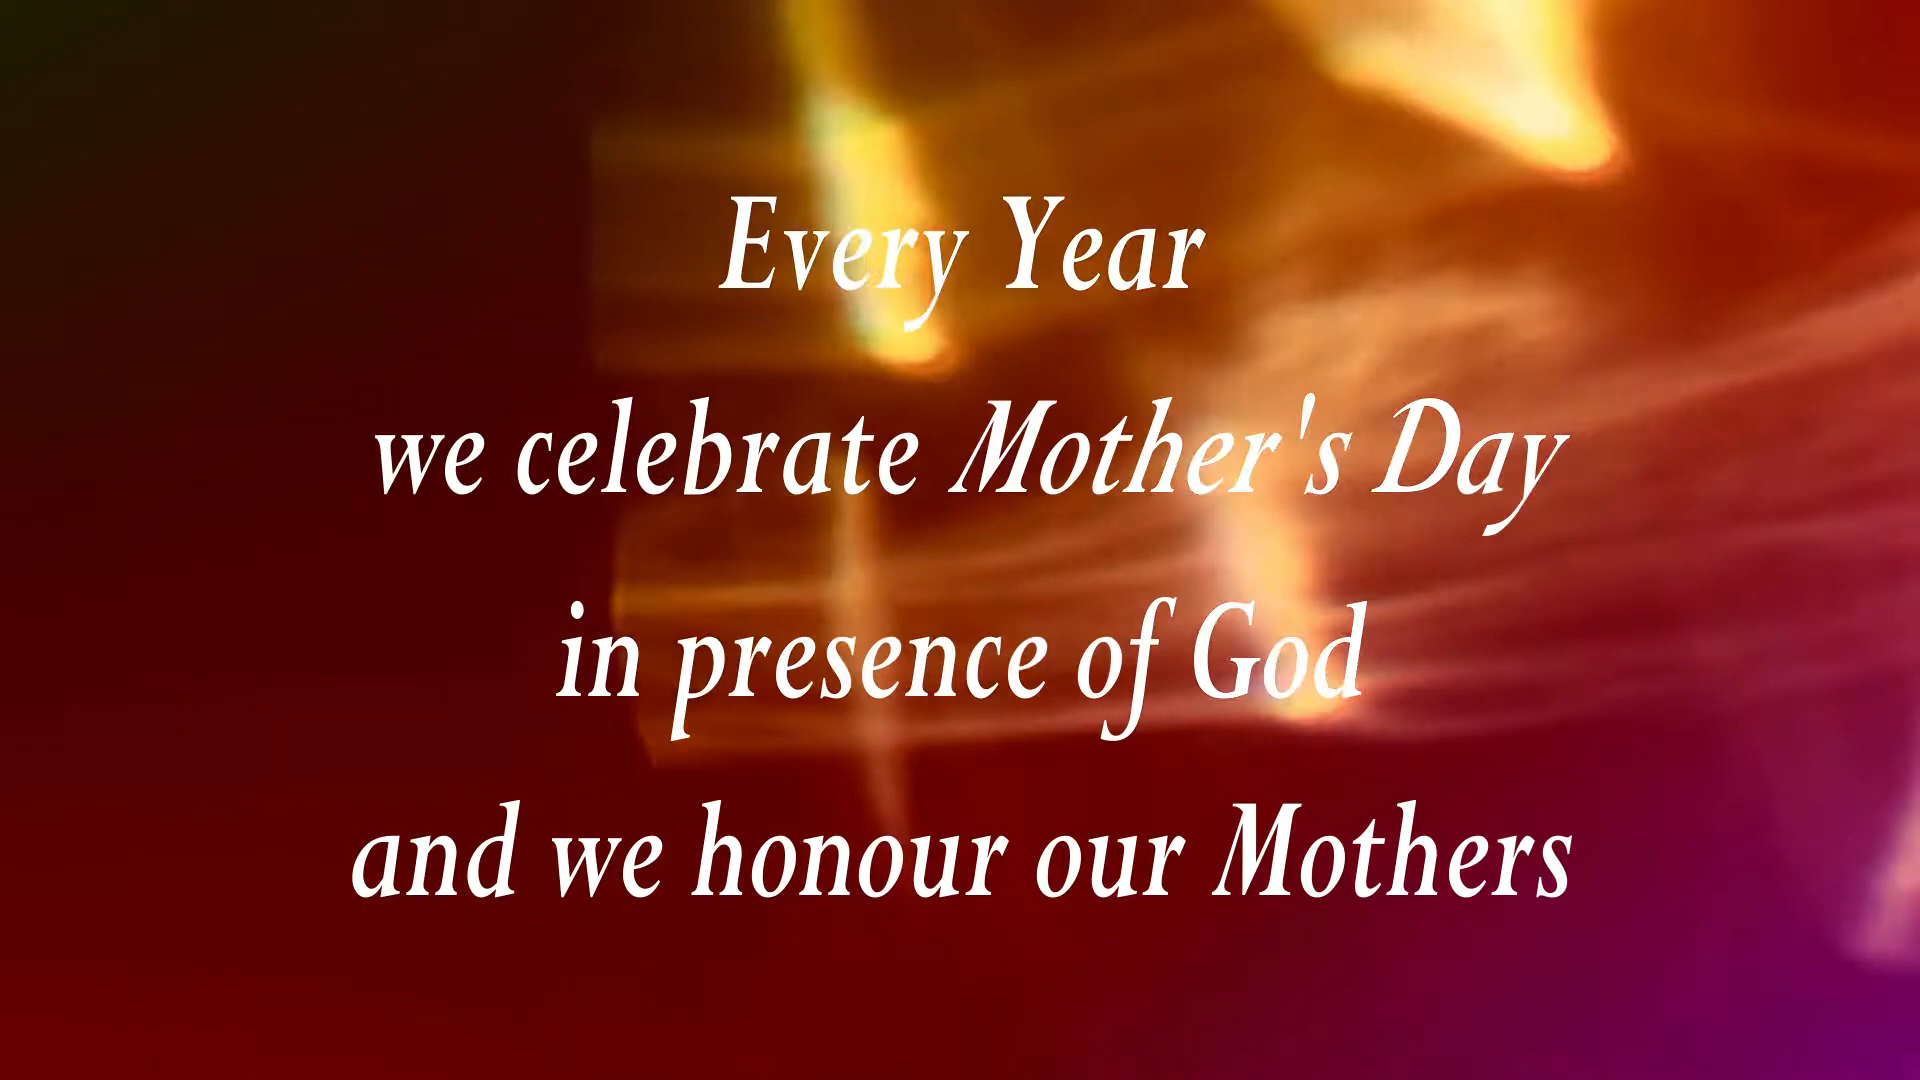 Every Year
we celebrate Mother's Day
in presence of God
and we honour our Mothers